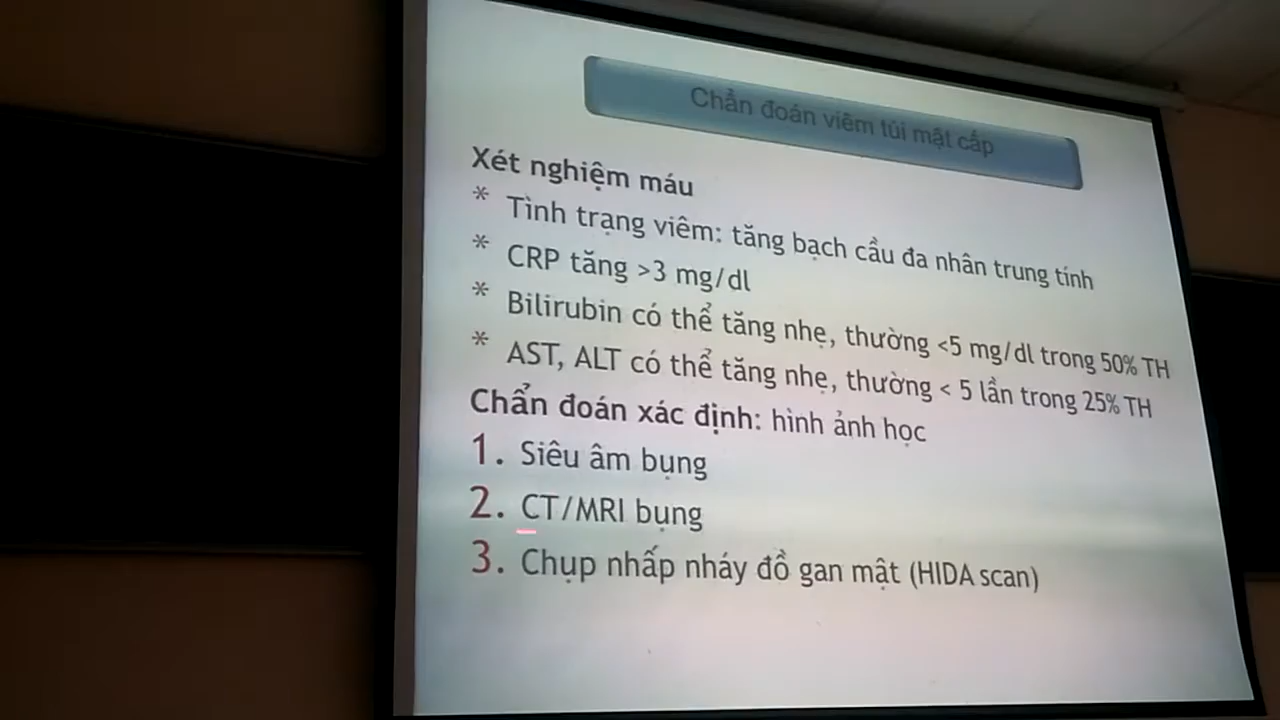 Chẩn đoán viêm túi mật cấp
Xét nghiệm máu
* Tình trạng viêm: tăng bạch cầu đa nhân trung tính
* CRP tăng >3 mg/dl
* Bilirubin có thể tăng nhẹ, thường <5 mg/dl trong 50% TH
* AST, ALT có thể tăng nhẹ, thường < 5 lần trong 25% TH
Chẩn đoán xác định: hình ảnh học
1. Siêu âm bụng
2. CT/MRI bụng
3. Chụp nhấp nháy đồ gan mật (HIDA scan)